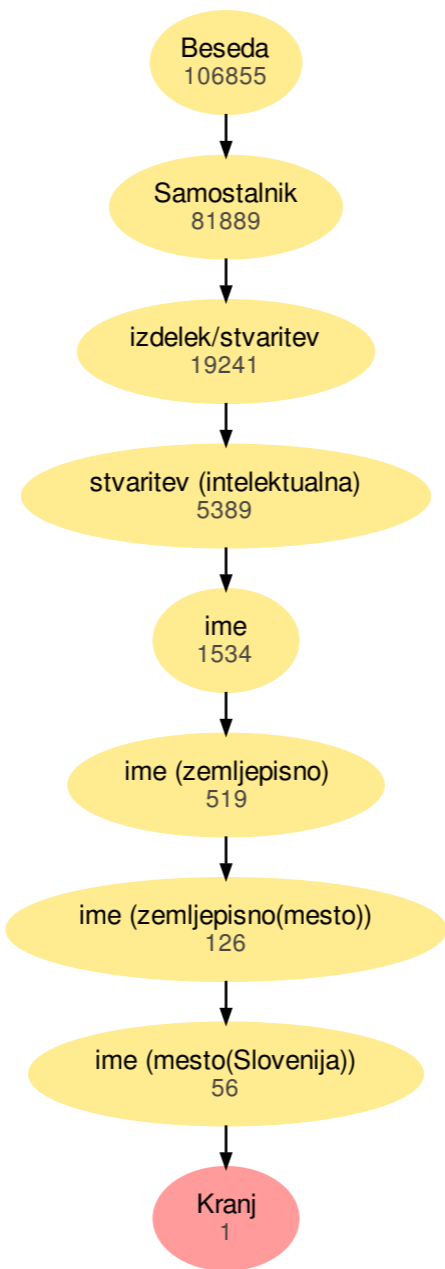 Beseda
106855
Samostalnik
81889
izdelek/stvaritev
19241
stvaritev (intelektualna)
5389
ime
1534
ime (zemljepisno)
519
ime (zemljepisno(mesto))
126
ime (mesto(Slovenija))
56
Kranj
1